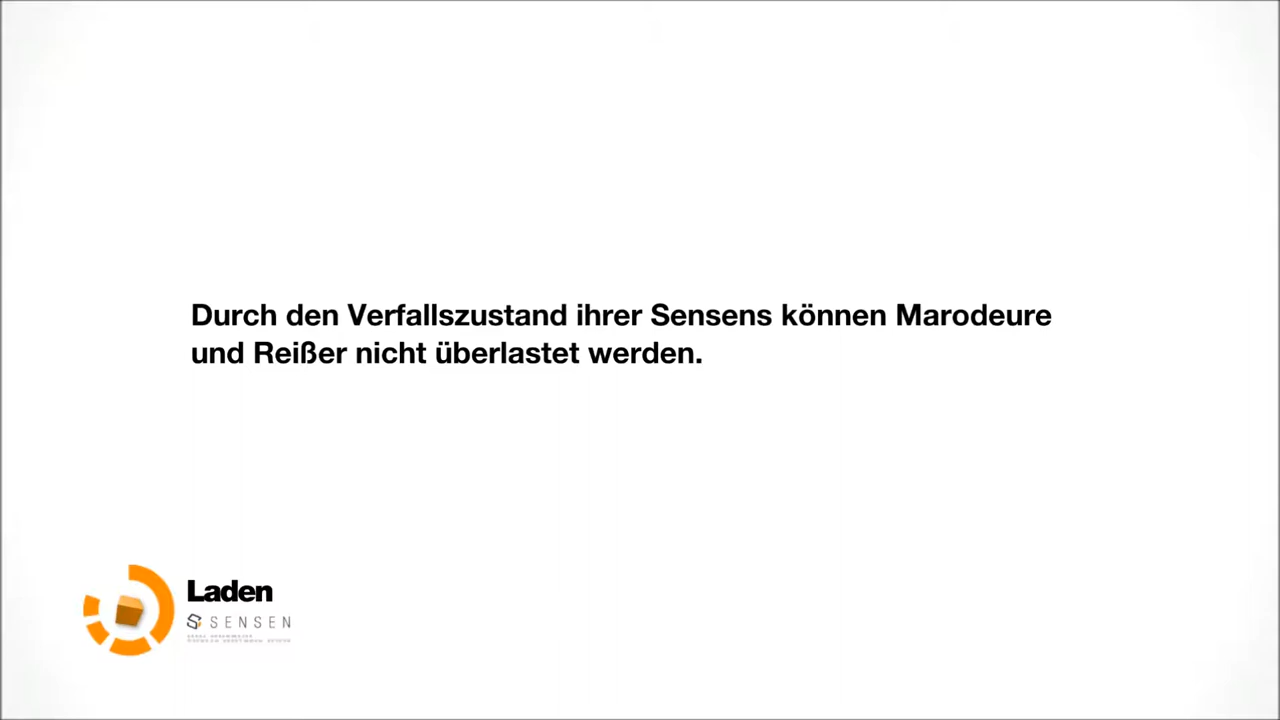 Durch den Verfallszustand ihrer Sensens können Marodeure
und Reißer nicht überlastet werden.
Laden
SENSEN